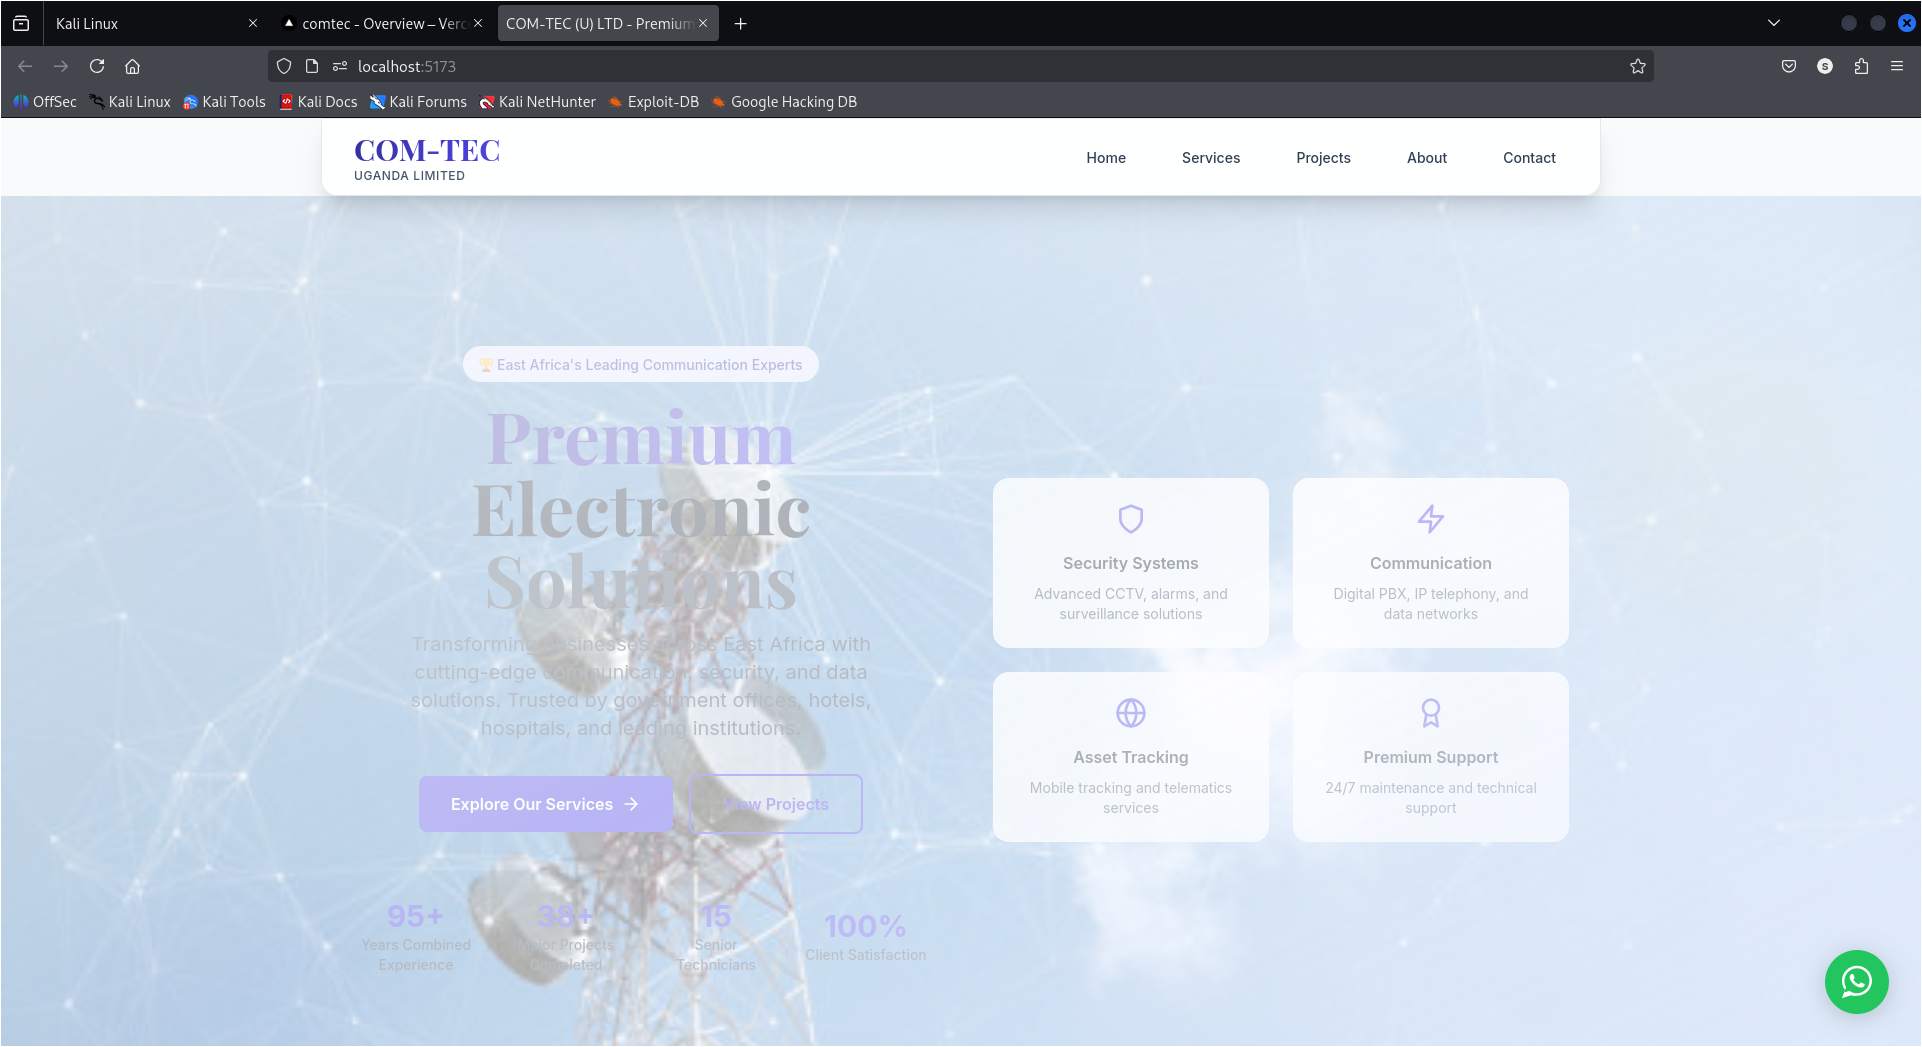 Kali Linux
comtec - Overview – Verc
COM-TEC (U) LTD - Premium
localhost:5173
S
OffSec
Kali Linux
Kali Tools
Kali Docs
Kali Forums
Kali NetHunter
Exploit-DB
Google Hacking DB
COM-TEC
UGANDA LIMITED
Home
Services
Projects
About
Contact
🏆East Africa's Leading Communication Experts
Premium
Electronic
Solutions
Transforming businesses across East Africa with
cutting-edge communication, security, and data
solutions. Trusted by government offices, hotels,
hospitals, and leading institutions.
Explore Our Services →
View Projects
95+
Years Combined
Experience
38+
Major Projects
Completed
15
Senior
Technicians
100%
Client Satisfaction
Security Systems
Advanced CCTV, alarms, and
surveillance solutions
Communication
Digital PBX, IP telephony, and
data networks
Asset Tracking
Mobile tracking and telematics
services
Premium Support
24/7 maintenance and technical
support